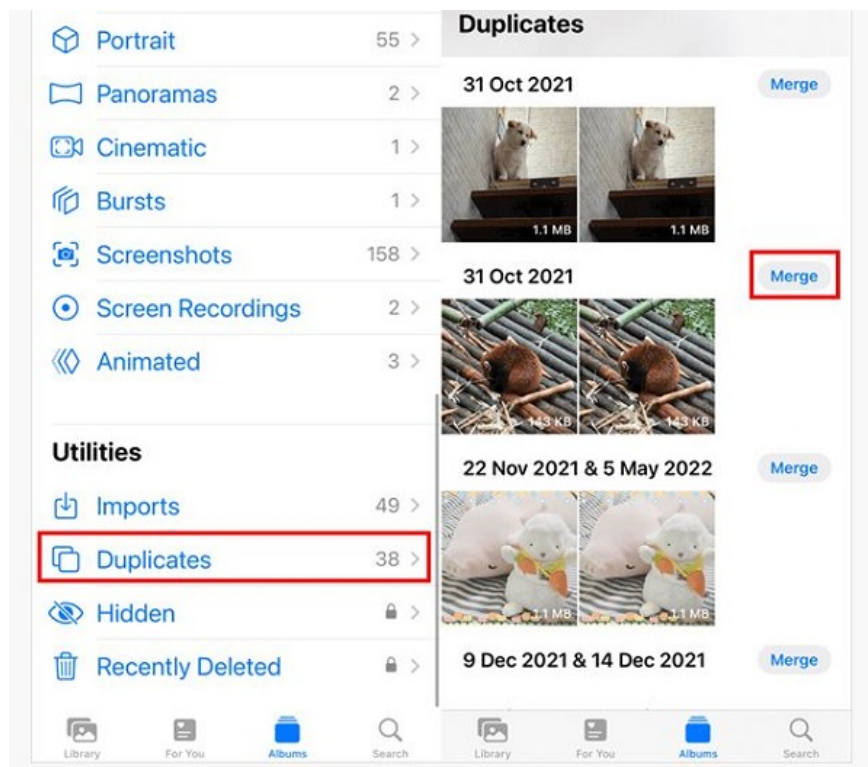 Portrait 55
Panoramas 2
Cinematic 1
Bursts 1
Screenshots 158
Screen Recordings 2
Animated 3
Utilities
Imports 49
Duplicates 38
Hidden
Recently Deleted
Library For You Albums Search
Duplicates
31 Oct 2021 Merge
1.1 MB 1.1 MB
31 Oct 2021 Merge
143 KB 143 KB
22 Nov 2021 & 5 May 2022 Merge
1.1 MB 1.1 MB
9 Dec 2021 & 14 Dec 2021 Merge
Library For You Albums Search